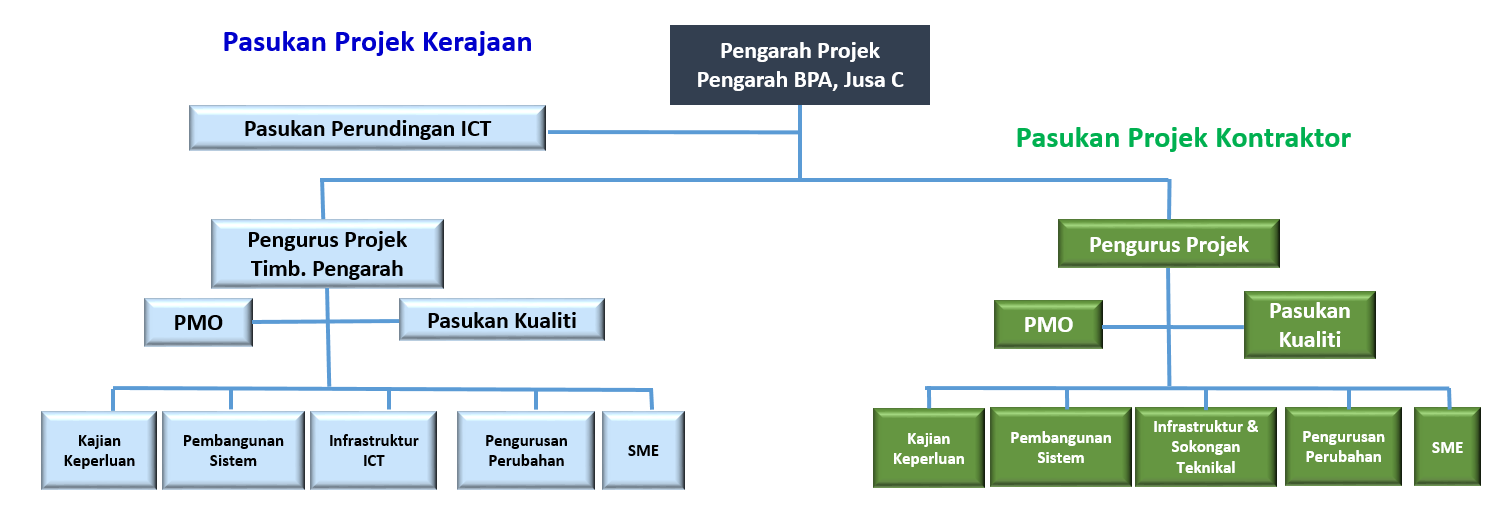 Pasukan Projek Kerajaan
Pengarah Projek
Pengarah BPA, Jusa C
Pasukan Perundingan ICT
Pasukan Projek Kontraktor
Pengurus Projek
Timb. Pengarah
PMO
Pasukan Kualiti
Kajian
Keperluan
Pembangunan
Sistem
Infrastruktur
ICT
Pengurusan
Perubahan
SME
Pengurus Projek
PMO
Pasukan
Kualiti
Kajian
Keperluan
Pembangunan
Sistem
Infrastruktur &
Sokongan
Teknikal
Pengurusan
Perubahan
SME